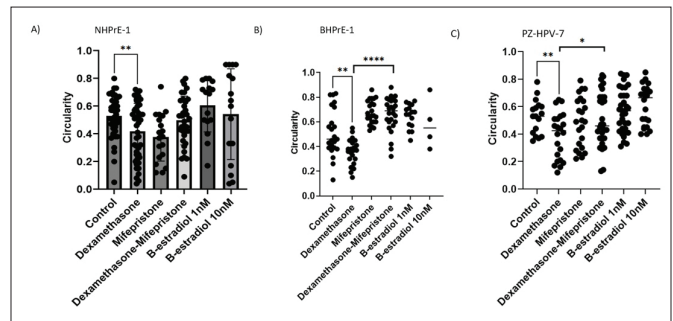 A) NHPrE-1
B) BHPrE-1
C) PZ-HPV-7
**
Circularity
1.0
0.8
0.6
0.4
0.2
0.0
Control
Dexamethasone
Mifepristone
Dexamethasone-Mifepristone
B-estradiol 1nM
B-estradiol 10nM
**
****
Circularity
1.0
0.8
0.6
0.4
0.2
0.0
Control
Dexamethasone
Mifepristone
Dexamethasone-Mifepristone
B-estradiol 1nM
B-estradiol 10nM
**
*
Circularity
1.0
0.8
0.6
0.4
0.2
0.0
Control
Dexamethasone
Mifepristone
Dexamethasone-Mifepristone
B-estradiol 1nM
B-estradiol 10nM